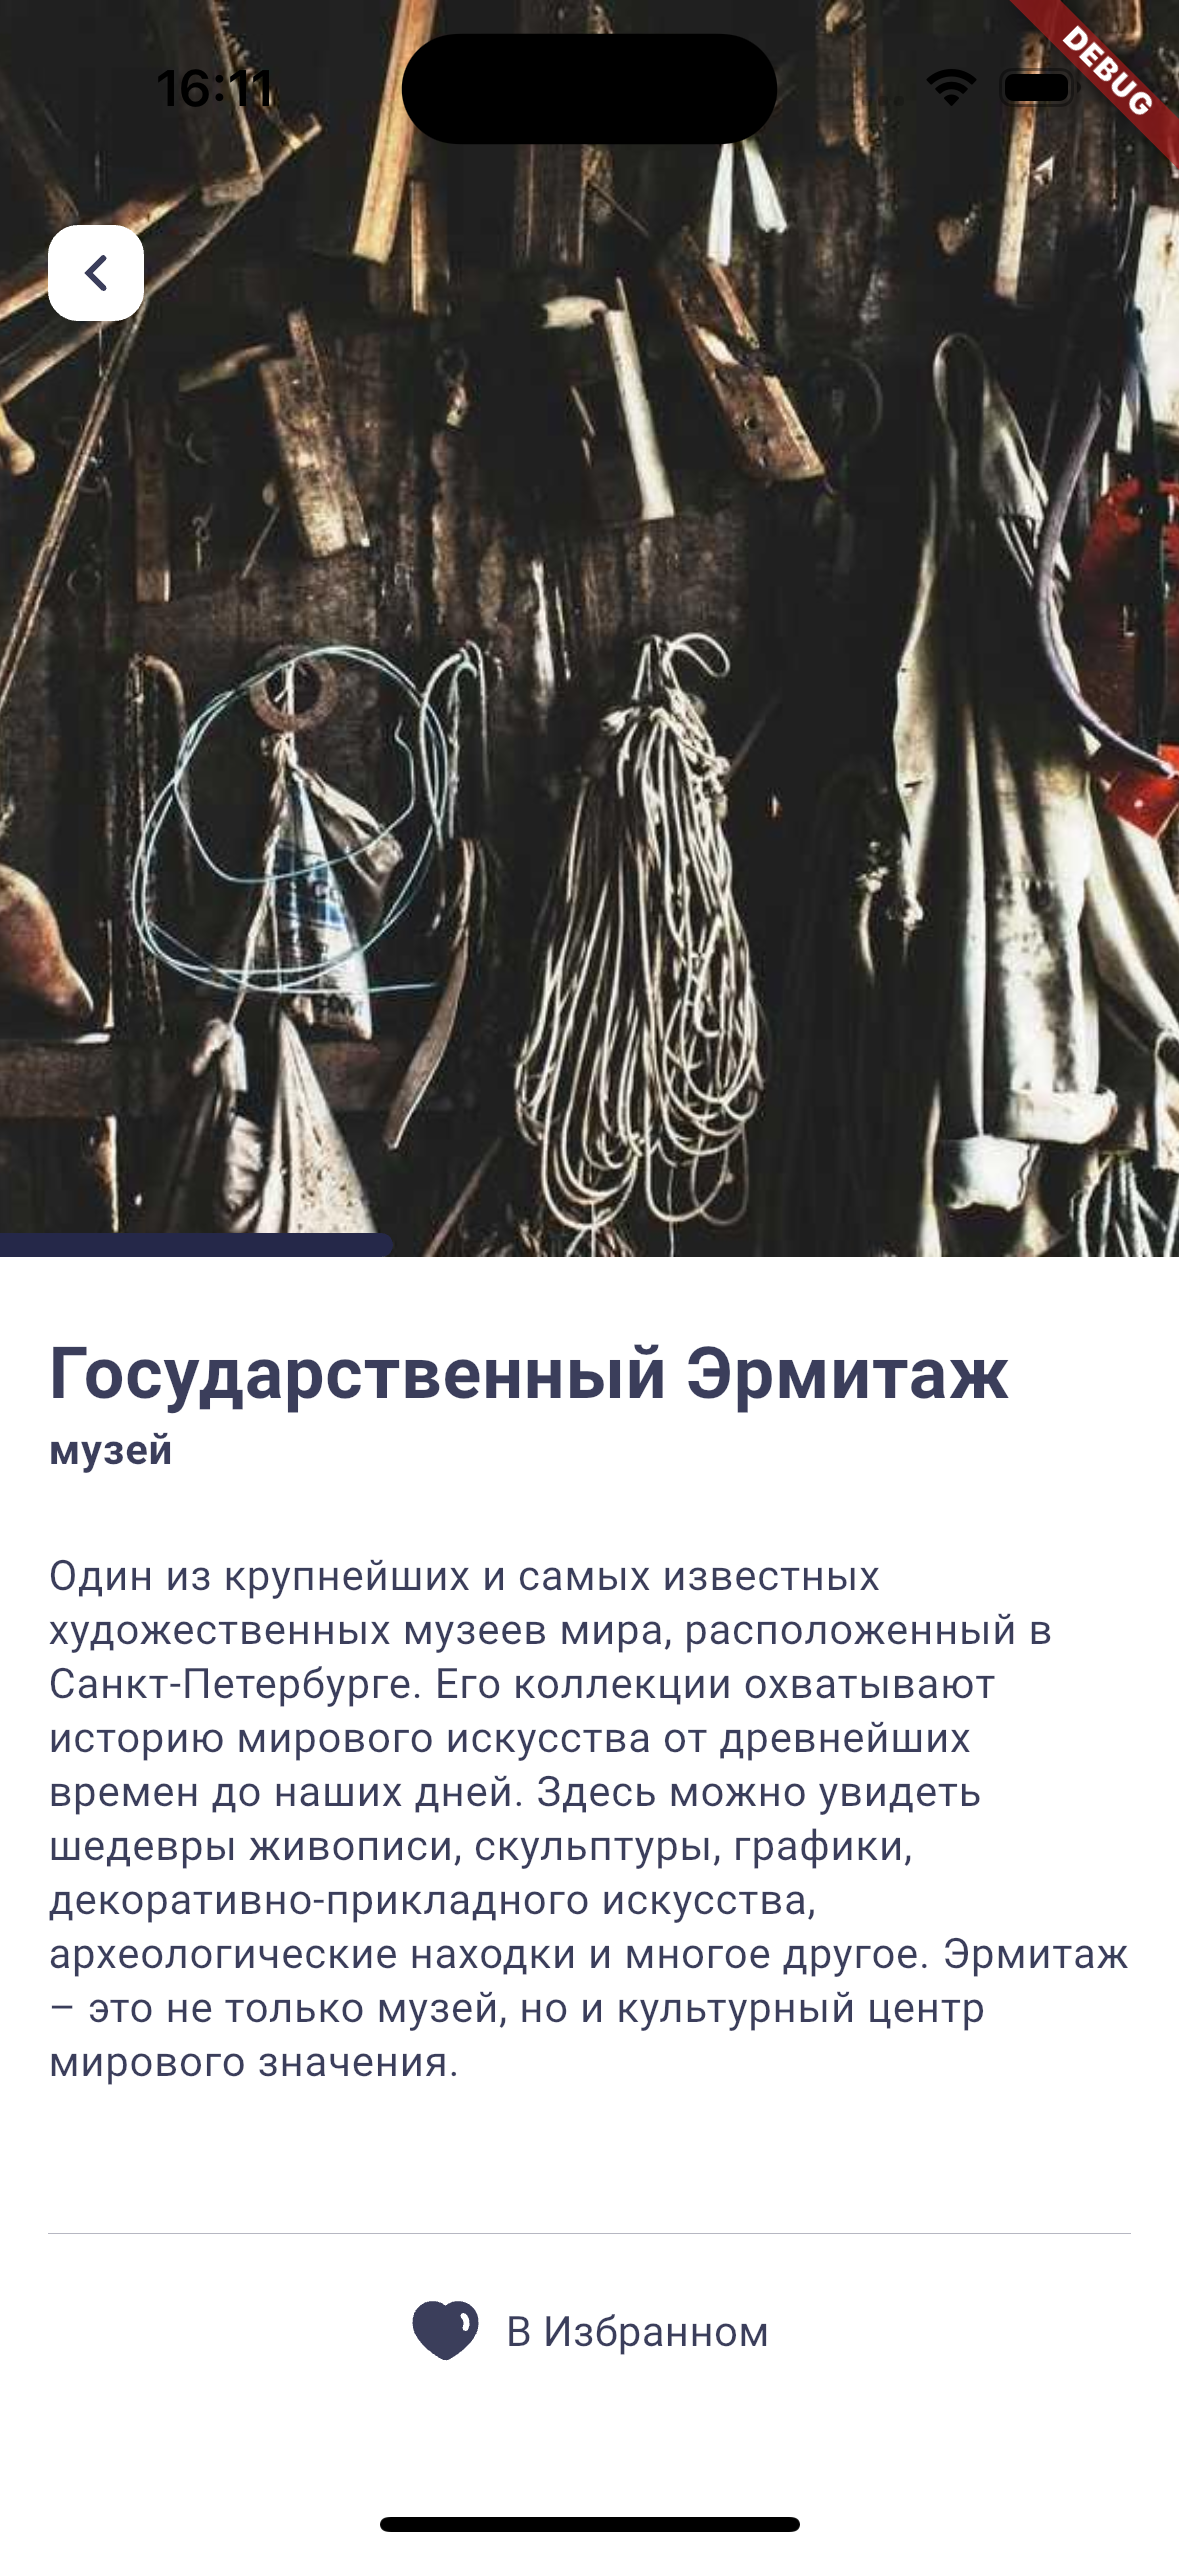 16:11
DEBUG
Государственный Эрмитаж
музей
Один из крупнейших и самых известных
художественных музеев мира, расположенный в
Санкт-Петербурге. Его коллекции охватывают
историю мирового искусства от древнейших
времен до наших дней. Здесь можно увидеть
шедевры живописи, скульптуры, графики,
декоративно-прикладного искусства,
археологические находки и многое другое. Эрмитаж
– это не только музей, но и культурный центр
мирового значения.
В Избранном